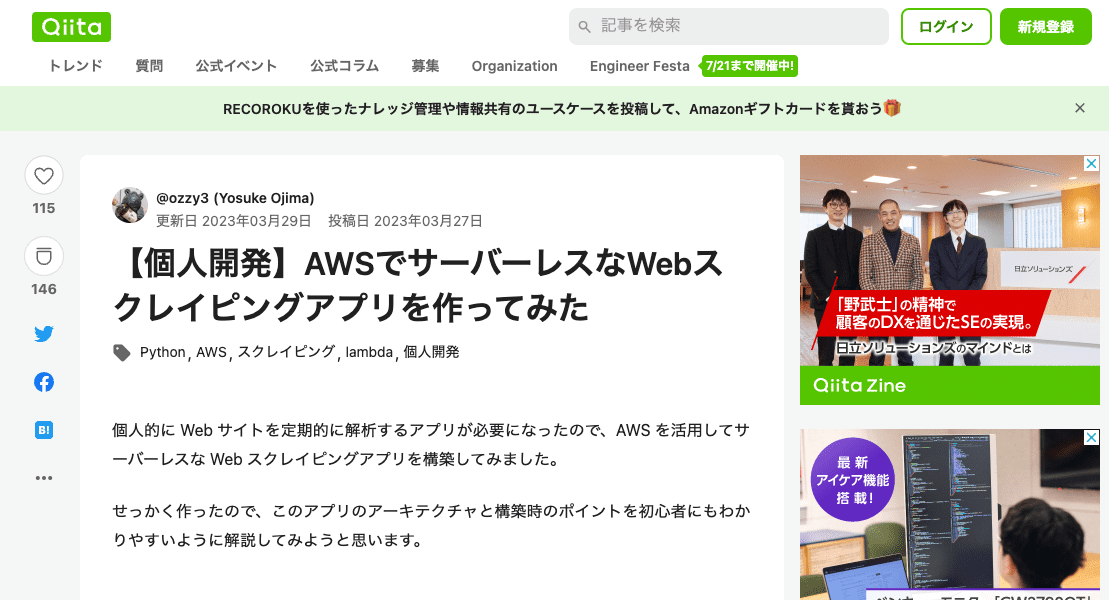 Qiita
記事を検索
ログイン
新規登録
トレンド 質問 公式イベント 公式コラム 募集 Organization Engineer Festa 7/21まで開催中!
RECOROKUを使ったナレッジ管理や情報共有のユースケースを投稿して、Amazonギフトカードを貰おう
115
146
B!
@ozzy3 (Yosuke Ojima)
更新日 2023年03月29日 投稿日 2023年03月27日
【個人開発】AWSでサーバーレスなWebス
クレイピングアプリを作ってみた
Python, AWS, スクレイピング, lambda, 個人開発
個人的に Web サイトを定期的に解析するアプリが必要になったので、AWS を活用してサ
ーバーレスな Web スクレイピングアプリを構築してみました。
せっかく作ったので、このアプリのアーキテクチャと構築時のポイントを初心者にもわか
りやすいように解説してみようと思います。
日立ソリューションズ
「野武士」の精神で
顧客のDXを通じたSEの実現。
日立ソリューションズのマインドとは
Qiita Zine
最新
アイケア機能
搭載!